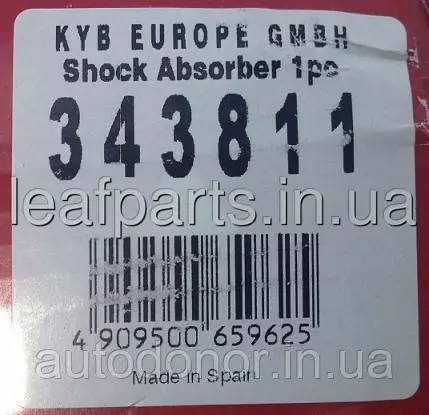 KYB EUROPE GMBH
Shock Absorber 1pc
343811
leafparts.in.ua
4 909500 659625
autodonor.in.ua
Made in Spain